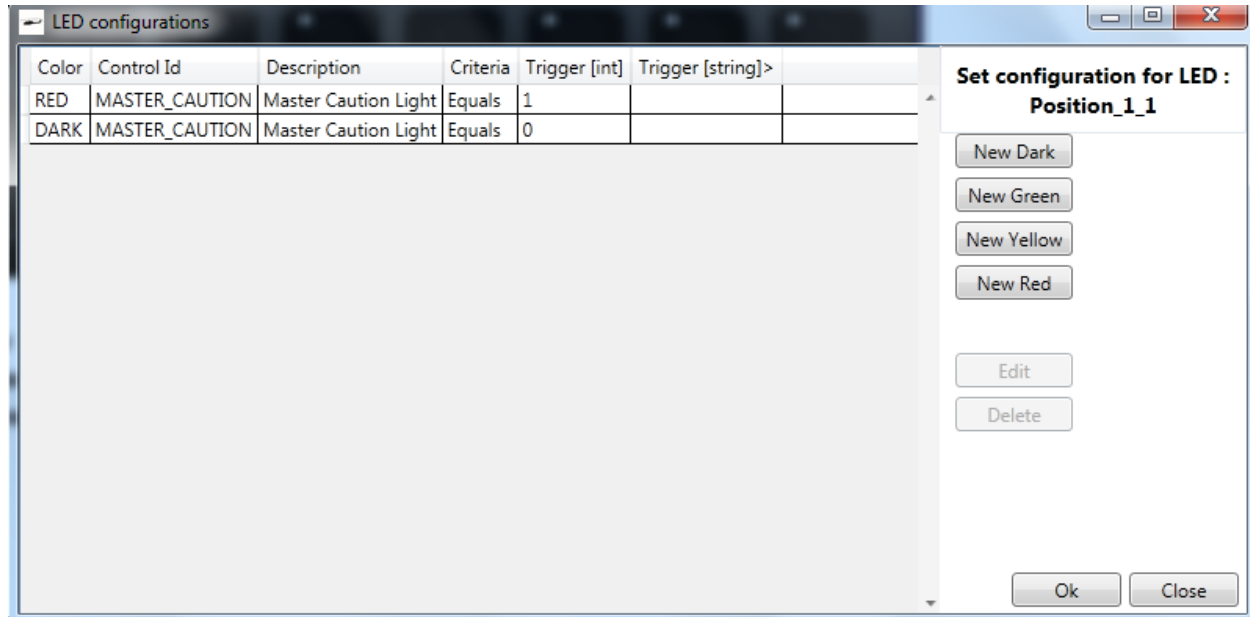 LED configurations
Color Control Id Description Criteria Trigger [int] Trigger [string]>
RED MASTER_CAUTION Master Caution Light Equals 1
DARK MASTER_CAUTION Master Caution Light Equals 0
Set configuration for LED :
Position_1_1
New Dark
New Green
New Yellow
New Red
Edit
Delete
Ok Close